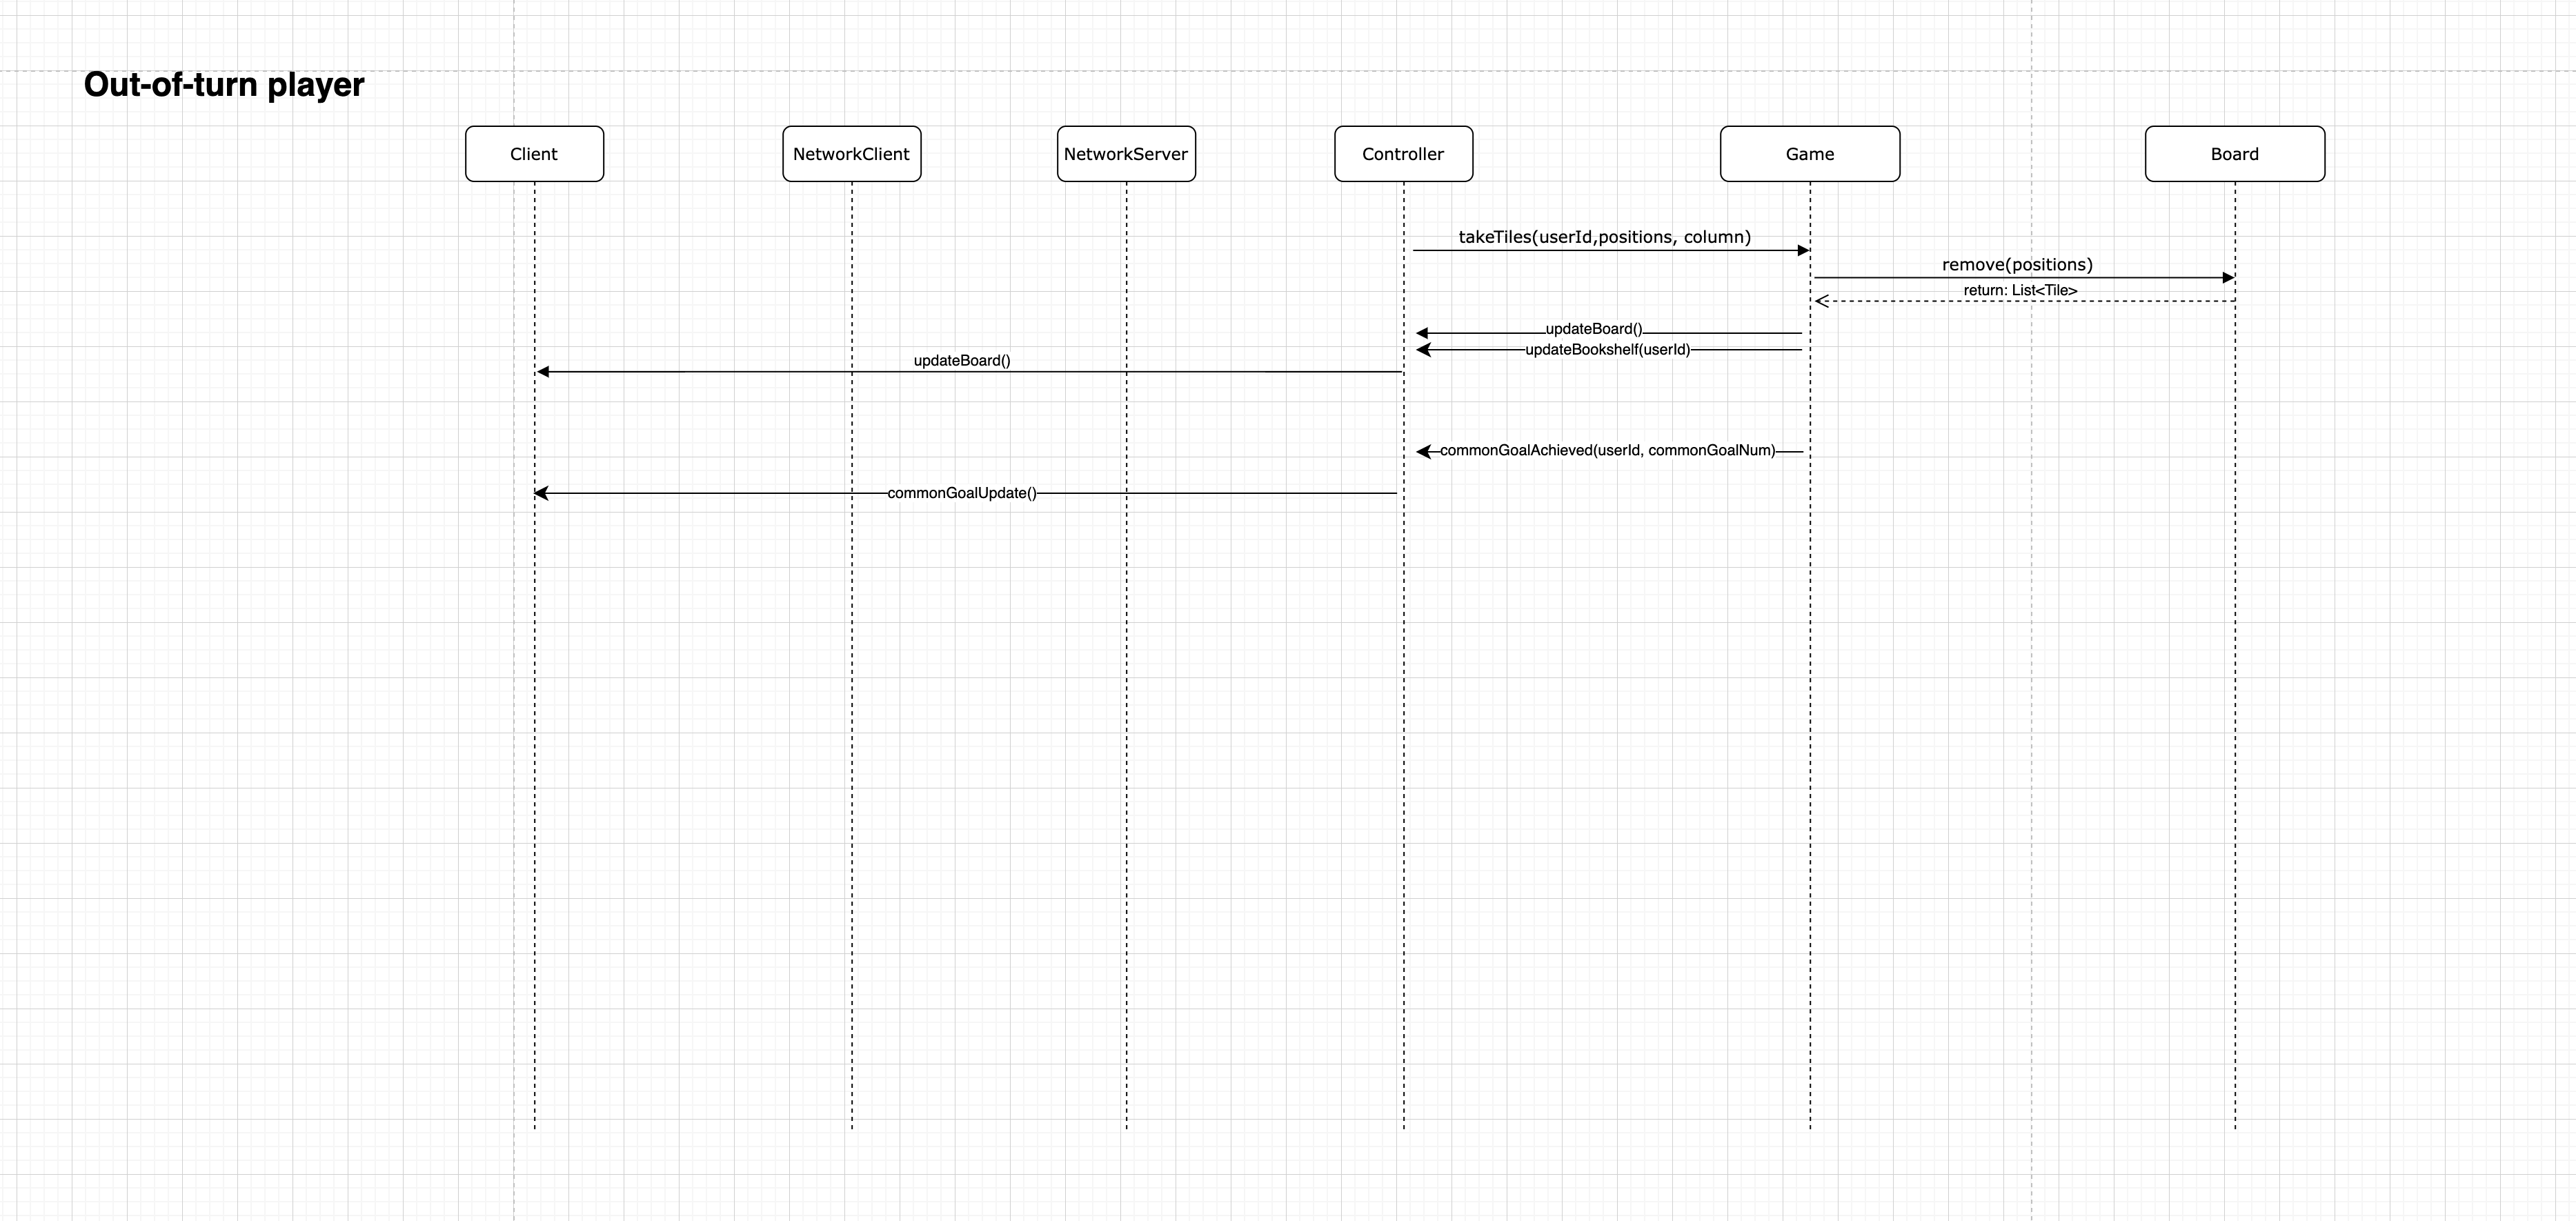 Out-of-turn player
Client
NetworkClient
NetworkServer
Controller
Game
Board
takeTiles(userId,positions, column)
remove(positions)
return: List<Tile>
updateBoard()
updateBookshelf(userId)
updateBoard()
commonGoalAchieved(userId, commonGoalNum)
commonGoalUpdate()